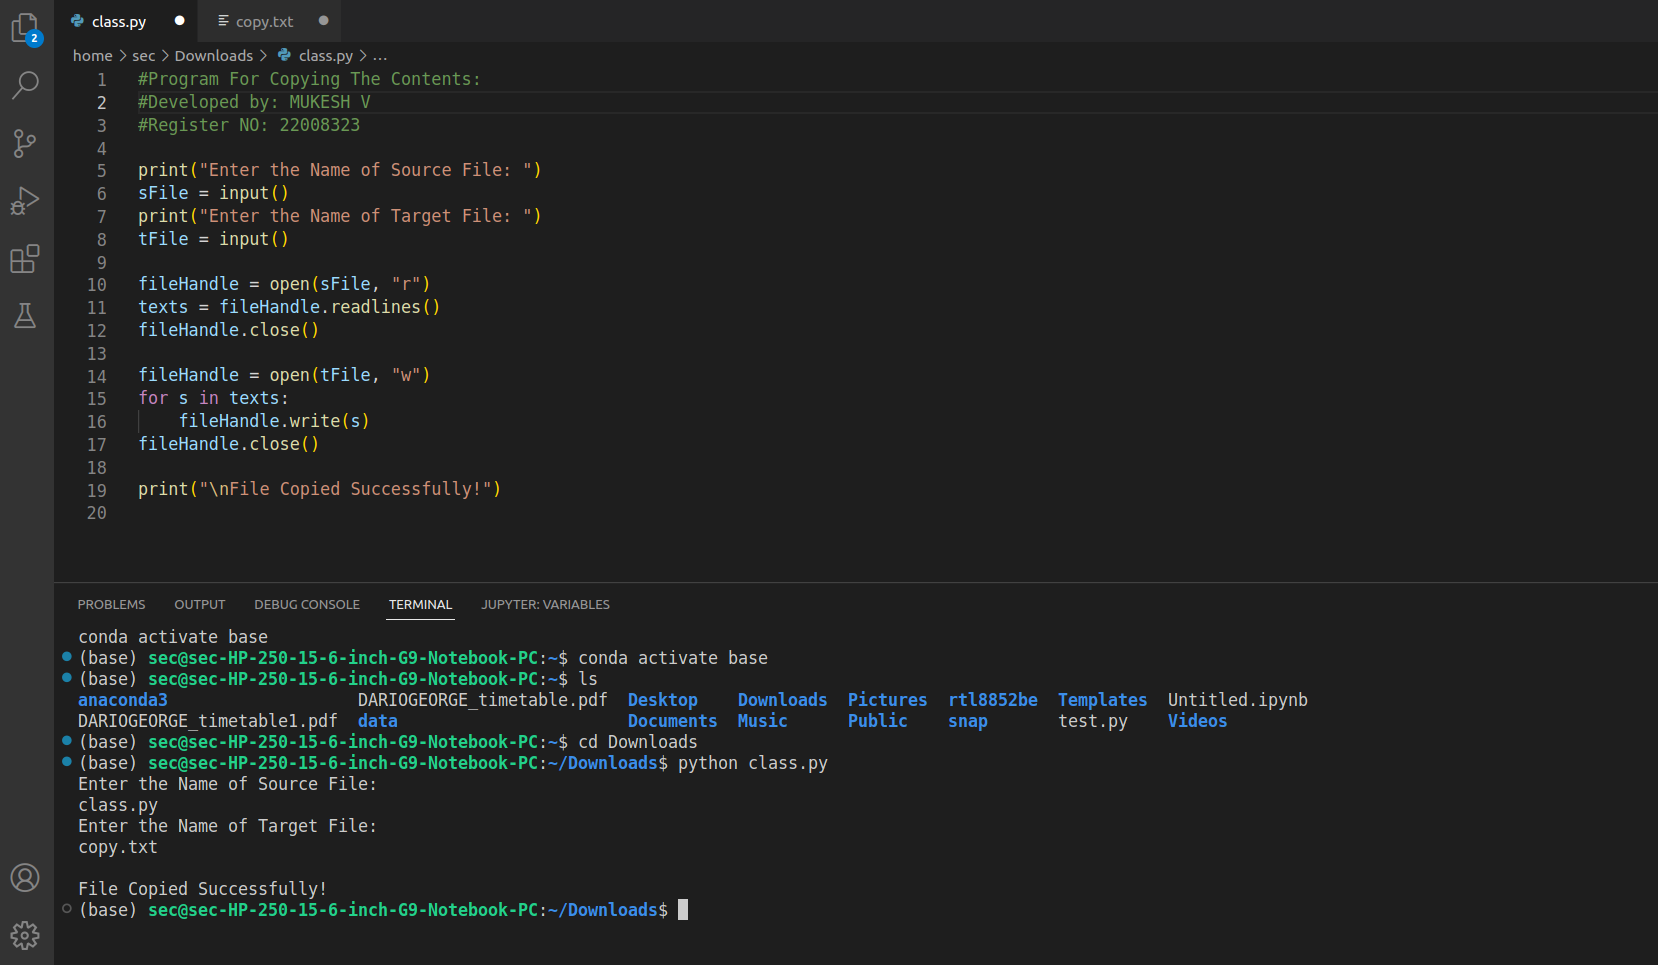 class.py
copy.txt
2
home > sec > Downloads > class.py > ...
1 #Program For Copying The Contents:
2 #Developed by: MUKESH V
3 #Register NO: 22008323
4
5 print("Enter the Name of Source File: ")
6 sFile = input()
7 print("Enter the Name of Target File: ")
8 tFile = input()
9
10 fileHandle = open(sFile, "r")
11 texts = fileHandle.readlines()
12 fileHandle.close()
13
14 fileHandle = open(tFile, "w")
15 for s in texts:
16     fileHandle.write(s)
17 fileHandle.close()
18
19 print("\nFile Copied Successfully!")
20
PROBLEMS OUTPUT DEBUG CONSOLE TERMINAL JUPYTER: VARIABLES
conda activate base
(base) sec@sec-HP-250-15-6-inch-G9-Notebook-PC:~$ conda activate base
(base) sec@sec-HP-250-15-6-inch-G9-Notebook-PC:~$ ls
anaconda3 DARIOGEORGE_timetable.pdf Desktop Downloads Pictures rtl8852be Templates Untitled.ipynb
DARIOGEORGE_timetable1.pdf data Documents Music Public snap test.py Videos
(base) sec@sec-HP-250-15-6-inch-G9-Notebook-PC:~$ cd Downloads
(base) sec@sec-HP-250-15-6-inch-G9-Notebook-PC:~/Downloads$ python class.py
Enter the Name of Source File:
class.py
Enter the Name of Target File:
copy.txt
File Copied Successfully!
(base) sec@sec-HP-250-15-6-inch-G9-Notebook-PC:~/Downloads$